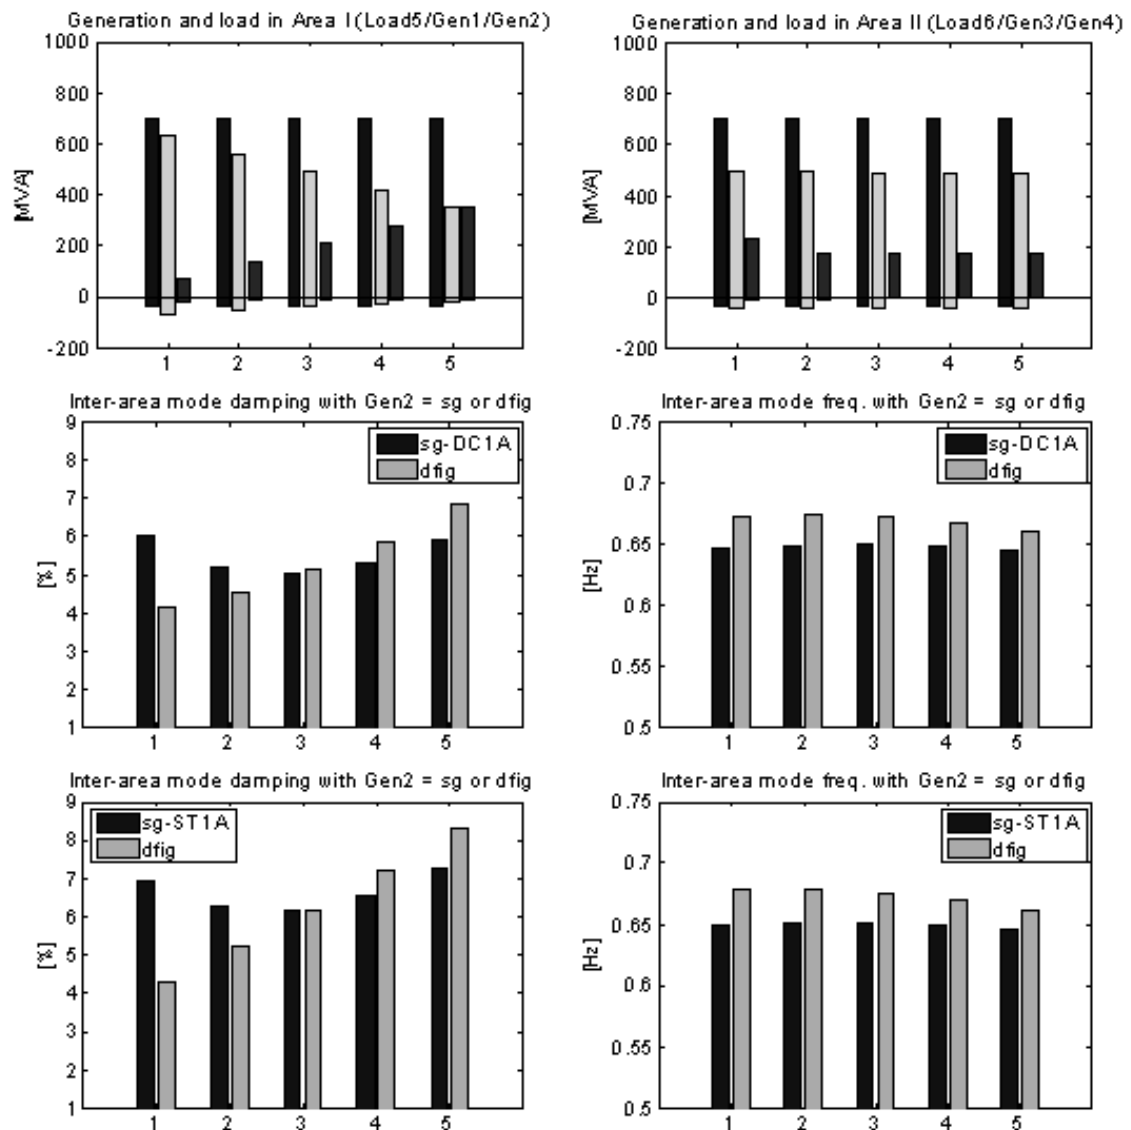 Generation and load in Area I (Load5/Gen1/Gen2)
1000
800
600
400
200
0
-200
[MVA]
1 2 3 4 5
Generation and load in Area II (Load6/Gen3/Gen4)
1000
800
600
400
200
0
-200
[MVA]
1 2 3 4 5
Inter-area mode damping with Gen2 = sg or dfig
9
8
7
6
5
4
3
2
1
[%]
sg-DC1A
dfig
1 2 3 4 5
Inter-area mode freq. with Gen2 = sg or dfig
0.75
0.7
0.65
0.6
0.55
0.5
[Hz]
sg-DC1A
dfig
1 2 3 4 5
Inter-area mode damping with Gen2 = sg or dfig
9
8
7
6
5
4
3
2
1
[%]
sg-ST1A
dfig
1 2 3 4 5
Inter-area mode freq. with Gen2 = sg or dfig
0.75
0.7
0.65
0.6
0.55
0.5
[Hz]
sg-ST1A
dfig
1 2 3 4 5